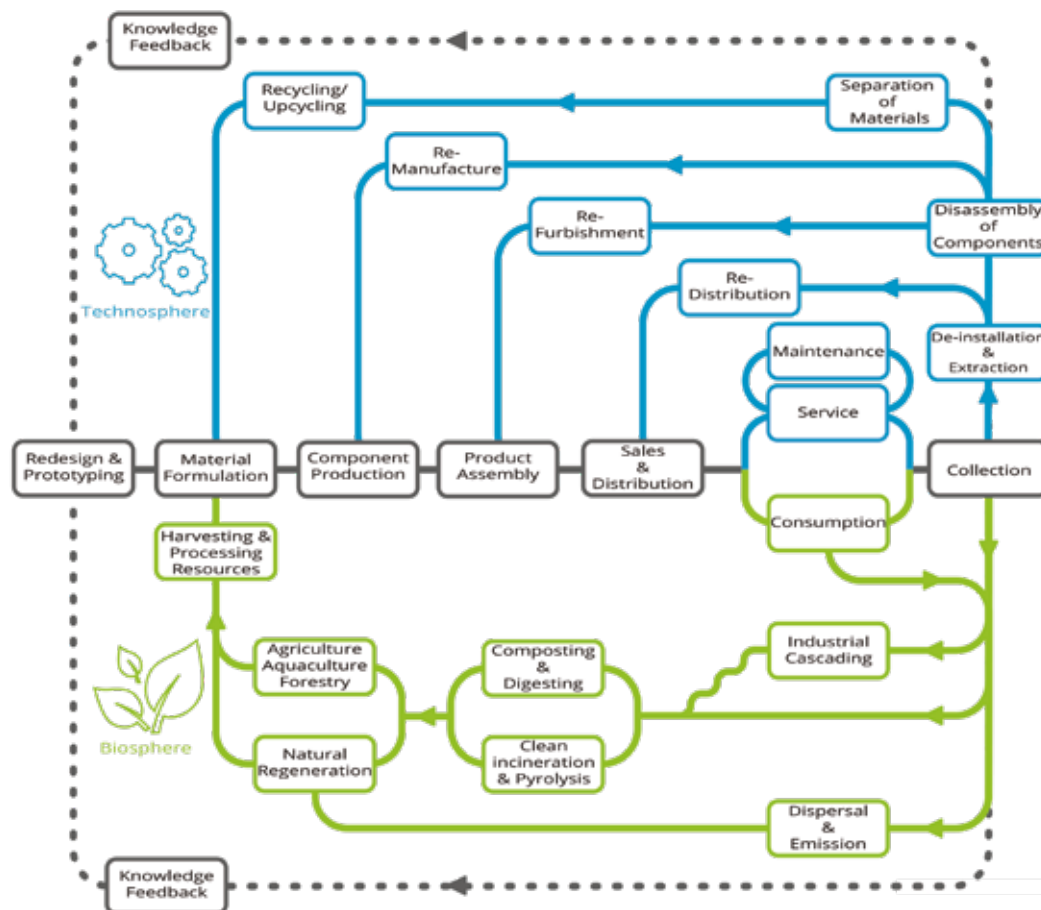 Knowledge
Feedback
Recycling/
Upcycling
Separation
of
Materials
Re-
Manufacture
Re-
Furbishment
Disassembly
of
Components
Re-
Distribution
Technosphere
Maintenance
De-installation
&
Extraction
Service
Redesign &
Prototyping
Material
Formulation
Component
Production
Product
Assembly
Sales
&
Distribution
Collection
Consumption
Harvesting &
Processing
Resources
Agriculture
Aquaculture
Forestry
Composting
&
Digesting
Industrial
Cascading
Biosphere
Natural
Regeneration
Clean
incineration
& Pyrolysis
Dispersal
&
Emission
Knowledge
Feedback